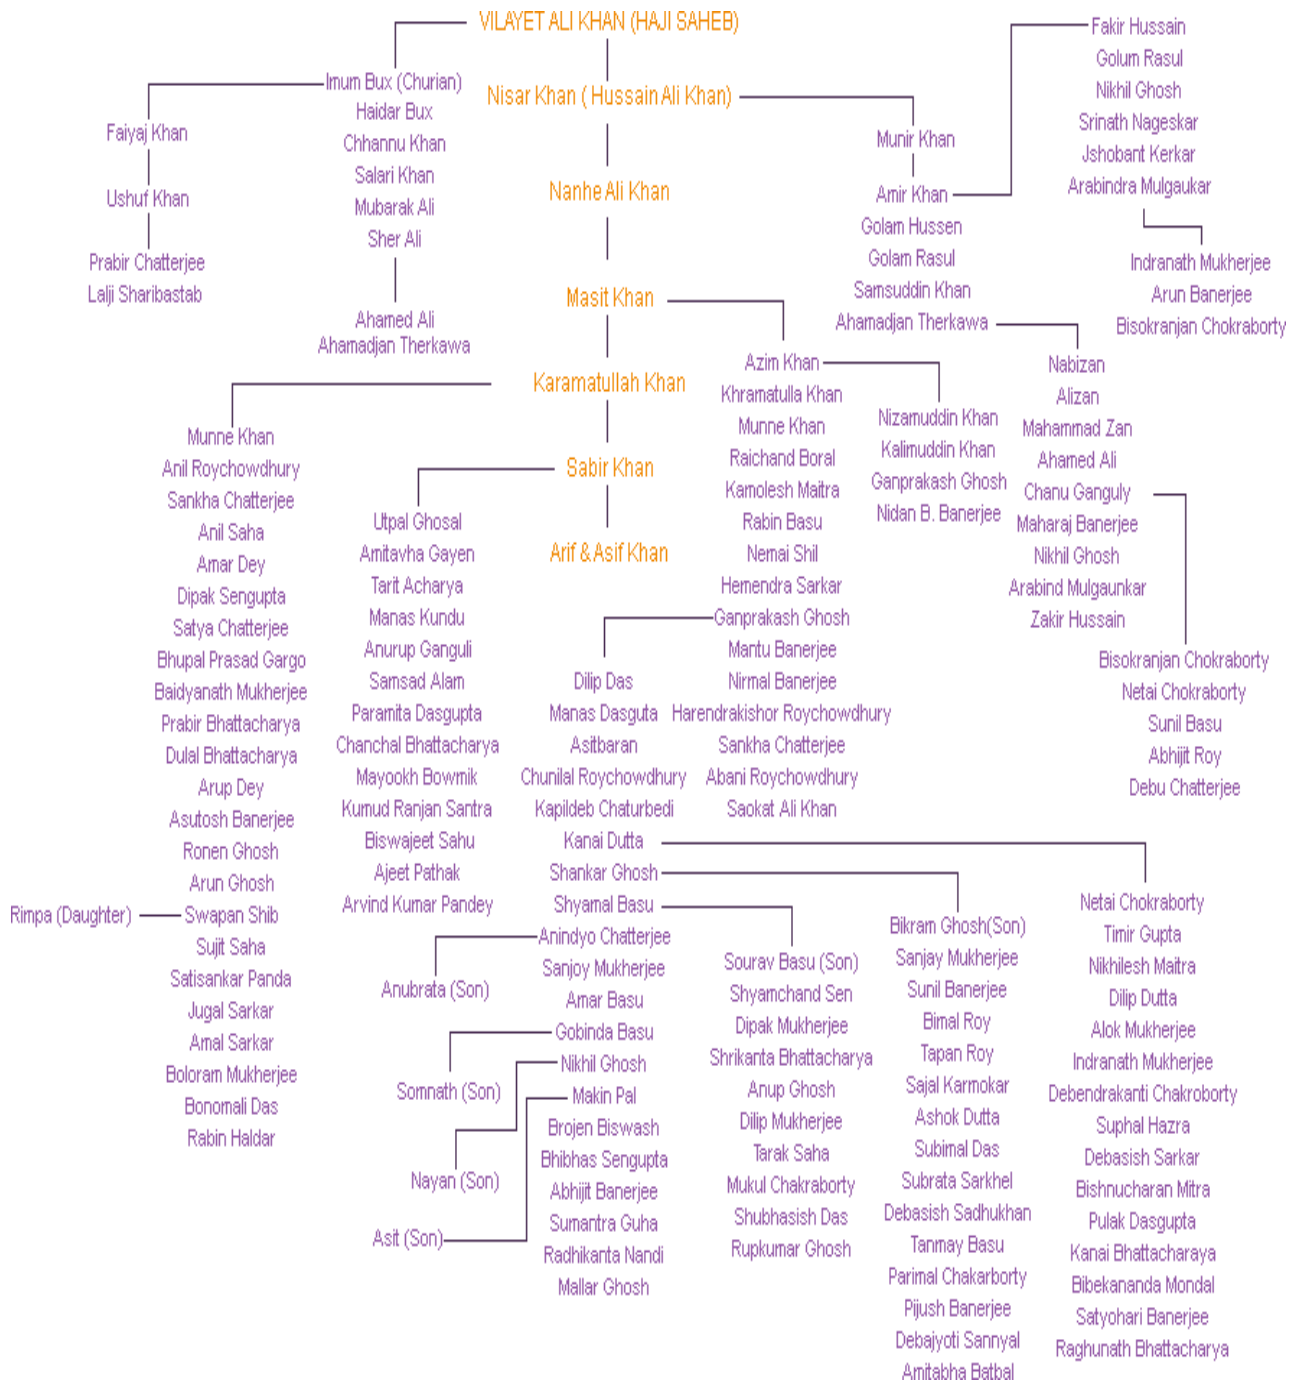 VILAYET ALI KHAN (HAJI SAHEB)
Imum Bux (Churian)
Haidar Bux
Chhannu Khan
Salari Khan
Mubarak Ali
Sher Ali
Ahamed Ali
Ahamadjan Therkawa
Faiyaj Khan
Ushuf Khan
Prabir Chatterjee
Lalji Sharibastab
Nisar Khan ( Hussain Ali Khan)
Nanhe Ali Khan
Masit Khan
Karamatullah Khan
Sabir Khan
Arif & Asif Khan
Munir Khan
Amir Khan
Golam Hussen
Golam Rasul
Samsuddin Khan
Ahamadjan Therkawa
Fakir Hussain
Golum Rasul
Nikhil Ghosh
Srinath Nageskar
Jshobant Kerkar
Arabindra Mulgaukar
Indranath Mukherjee
Arun Banerjee
Bisokranjan Chokraborty
Nabizan
Alizan
Mahammad Zan
Ahamed Ali
Chanu Ganguly
Maharaj Banerjee
Nikhil Ghosh
Arabind Mulgaunkar
Zakir Hussain
Bisokranjan Chokraborty
Netai Chokraborty
Sunil Basu
Abhijit Roy
Debu Chatterjee
Azim Khan
Khramatulla Khan
Munne Khan
Raichand Boral
Kamolesh Maitra
Rabin Basu
Nemai Shil
Hemendra Sarkar
Ganprakash Ghosh
Mantu Banerjee
Nirmal Banerjee
Harendrakishor Roychowdhury
Sankha Chatterjee
Abani Roychowdhury
Saokat Ali Khan
Nizamuddin Khan
Kalimuddin Khan
Ganprakash Ghosh
Nidan B. Banerjee
Munne Khan
Anil Roychowdhury
Sankha Chatterjee
Anil Saha
Amar Dey
Dipak Sengupta
Satya Chatterjee
Bhupal Prasad Gargo
Baidyanath Mukherjee
Prabir Bhattacharya
Dulal Bhattacharya
Arup Dey
Asutosh Banerjee
Ronen Ghosh
Arun Ghosh
Rimpa (Daughter)
Swapan Shib
Sujit Saha
Satisankar Panda
Jugal Sarkar
Amal Sarkar
Boloram Mukherjee
Bonomali Das
Rabin Haldar
Utpal Ghosal
Amitavha Gayen
Tarit Acharya
Manas Kundu
Anurup Ganguli
Samsad Alam
Paramita Dasgupta
Chanchal Bhattacharya
Mayookh Bowmik
Kumud Ranjan Santra
Biswajeet Sahu
Ajeet Pathak
Arvind Kumar Pandey
Dilip Das
Manas Dasguta
Asitbaran
Chunilal Roychowdhury
Kapildeb Chaturbedi
Kanai Dutta
Shankar Ghosh
Shyamal Basu
Anindyo Chatterjee
Sanjoy Mukherjee
Amar Basu
Gobinda Basu
Nikhil Ghosh
Makin Pal
Brojen Biswash
Bhibhas Sengupta
Abhijit Banerjee
Sumantra Guha
Radhikanta Nandi
Mallar Ghosh
Anubrata (Son)
Somnath (Son)
Nayan (Son)
Asit (Son)
Sourav Basu (Son)
Shyamchand Sen
Dipak Mukherjee
Shrikanta Bhattacharya
Anup Ghosh
Dilip Mukherjee
Tarak Saha
Mukul Chakraborty
Shubhasish Das
Rupkumar Ghosh
Bikram Ghosh(Son)
Sanjay Mukherjee
Sunil Banerjee
Bimal Roy
Tapan Roy
Sajal Karmokar
Ashok Dutta
Subimal Das
Subrata Sarkhel
Debasish Sadhukhan
Tanmay Basu
Parimal Chakarborty
Pijush Banerjee
Debajyoti Sannyal
Amitabha Batbal
Netai Chokraborty
Timir Gupta
Nikhilesh Maitra
Dilip Dutta
Alok Mukherjee
Indranath Mukherjee
Debendrakanti Chakroborty
Suphal Hazra
Debasish Sarkar
Bishnucharan Mitra
Pulak Dasgupta
Kanai Bhattacharaya
Bibekananda Mondal
Satyohari Banerjee
Raghunath Bhattacharya